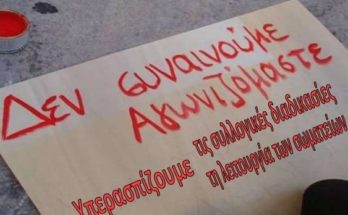 Δεν συναινούμε
Αγωνιζόμαστε
Υπερασπίζουμε τις συλλογικές διαδικασίες
τη λειτουργία των σωματείων